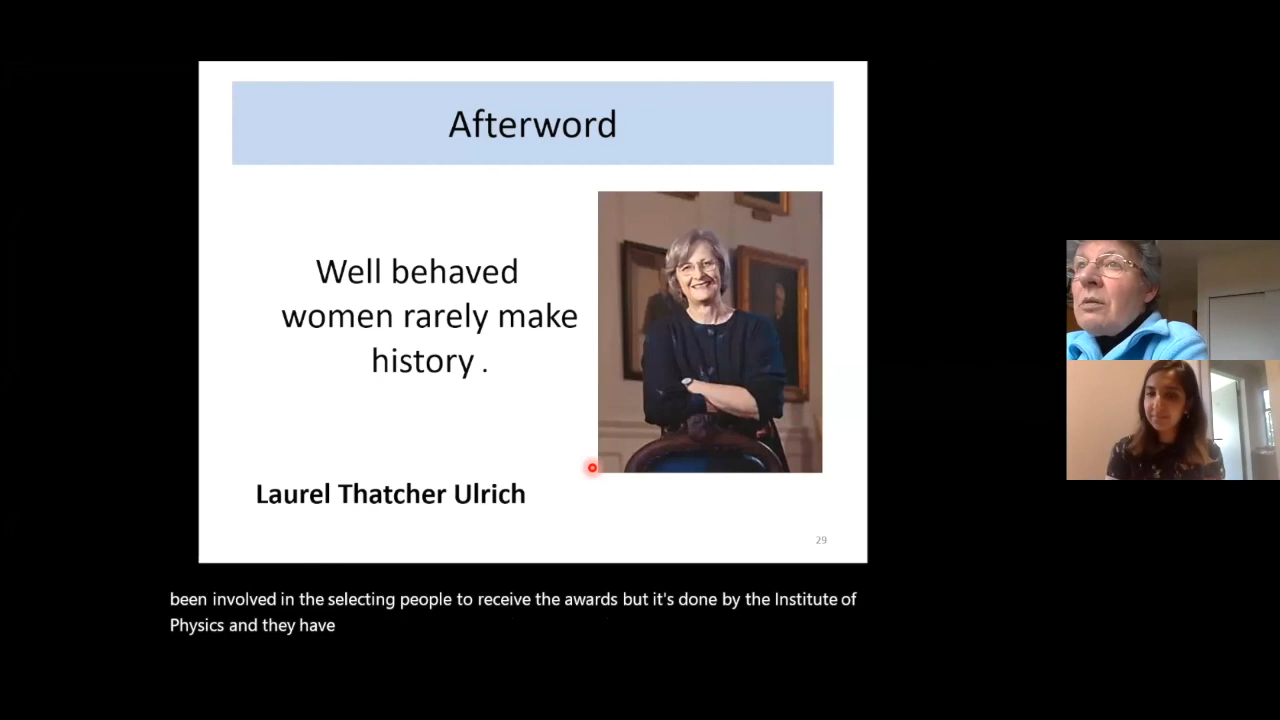 Afterword
Well behaved
women rarely make
history .
Laurel Thatcher Ulrich
29
been involved in the selecting people to receive the awards but it's done by the Institute of
Physics and they have